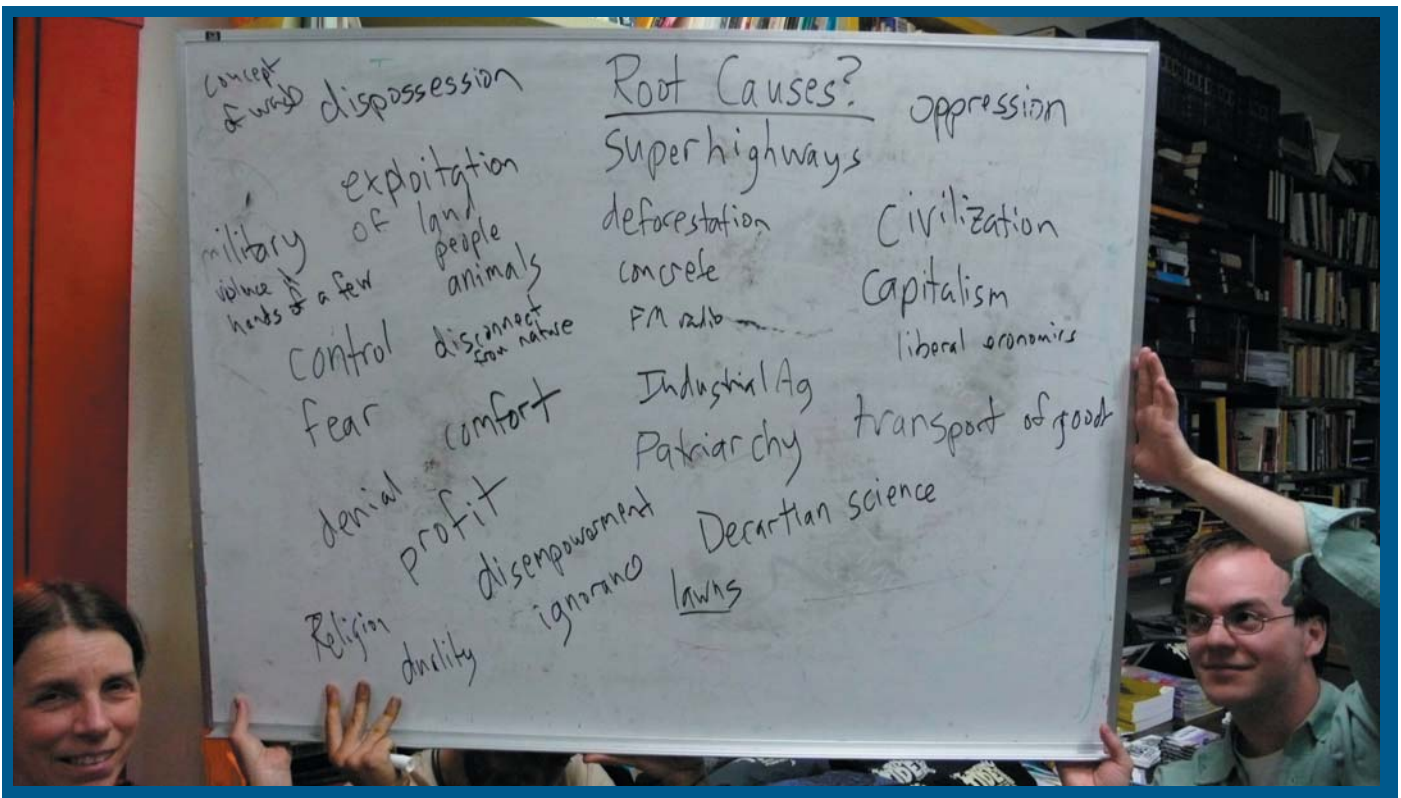 Root Causes?
concept
of waste
dispossession
oppression
superhighways
exploitation
of land
people
animals
deforestation
Civilization
military
violence in
hands of a few
concrete
Capitalism
control
disconnect
from nature
FM radio
liberal economics
fear
comfort
Industrial Ag
Patriarchy
transport of goods
denial
profit
disempowerment
Decartian science
ignorance
lawns
Religion
duality